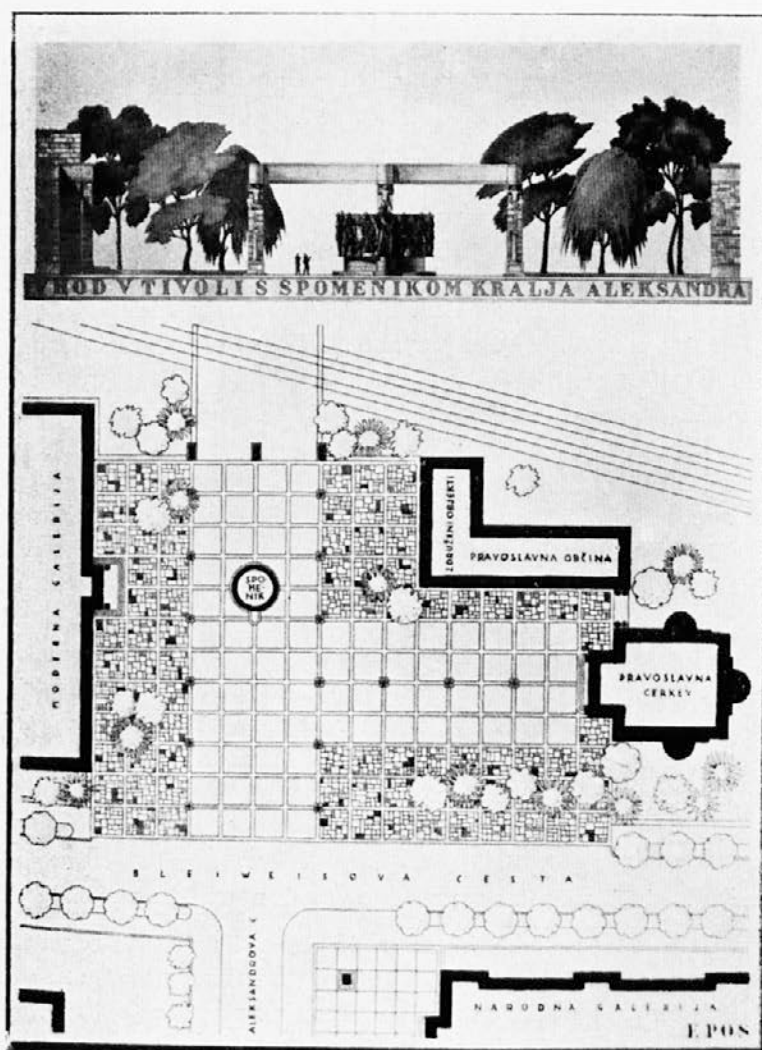 VHOD V TIVOLI S SPOMENIKOM KRALJA ALEKSANDRA
MODERNA GALERIJA
SPO
ME-
NIK
ZDRUŽENI OBJEKTI
PRAVOSLAVNA OBČINA
PRAVOSLAVNA
CERKEV
BLEIWEISOVA CESTA
ALEKSANDROVA C.
NARODNA GALERIJA
EPOS